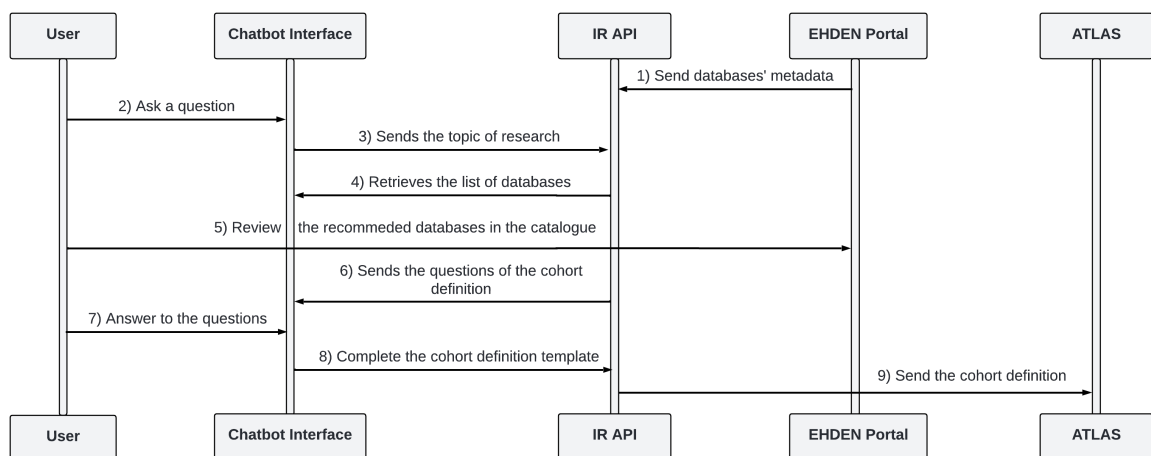 User
Chatbot Interface
IR API
EHDEN Portal
ATLAS
1) Send databases' metadata
2) Ask a question
3) Sends the topic of research
4) Retrieves the list of databases
5) Review the recommeded databases in the catalogue
6) Sends the questions of the cohort
definition
7) Answer to the questions
8) Complete the cohort definition template
9) Send the cohort definition
User
Chatbot Interface
IR API
EHDEN Portal
ATLAS